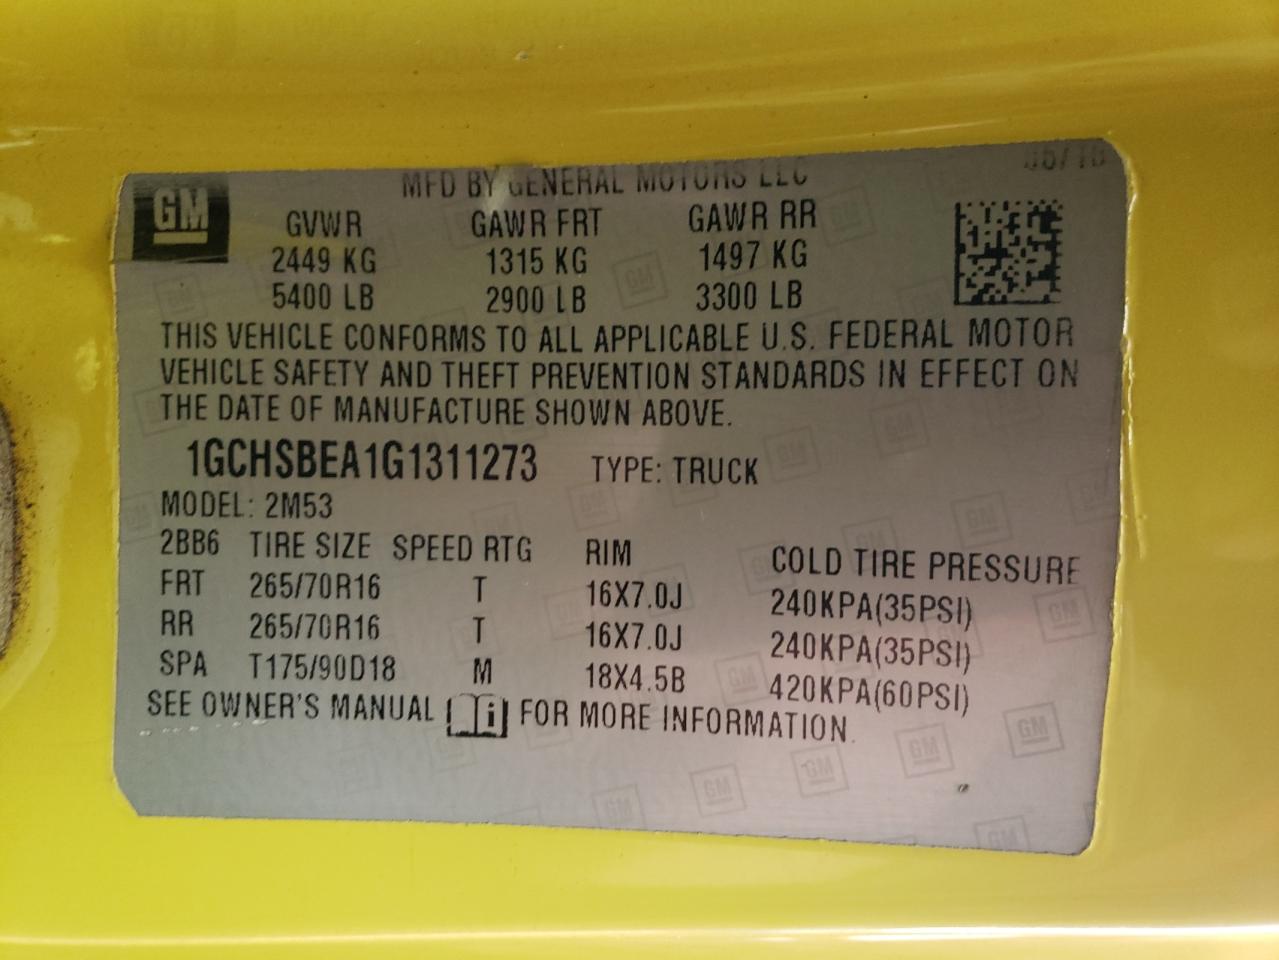 GM
MFD BY GENERAL MOTORS LLC
GVWR GAWR FRT GAWR RR
2449 KG 1315 KG 1497 KG
5400 LB 2900 LB 3300 LB
THIS VEHICLE CONFORMS TO ALL APPLICABLE U.S. FEDERAL MOTOR
VEHICLE SAFETY AND THEFT PREVENTION STANDARDS IN EFFECT ON
THE DATE OF MANUFACTURE SHOWN ABOVE.
1GCHSBEA1G1311273 TYPE: TRUCK
MODEL: 2M53
2BB6 TIRE SIZE SPEED RTG RIM COLD TIRE PRESSURE
FRT 265/70R16 T 16X7.0J 240KPA(35PSI)
RR 265/70R16 T 16X7.0J 240KPA(35PSI)
SPA T175/90D18 M 18X4.5B 420KPA(60PSI)
SEE OWNER'S MANUAL i FOR MORE INFORMATION.